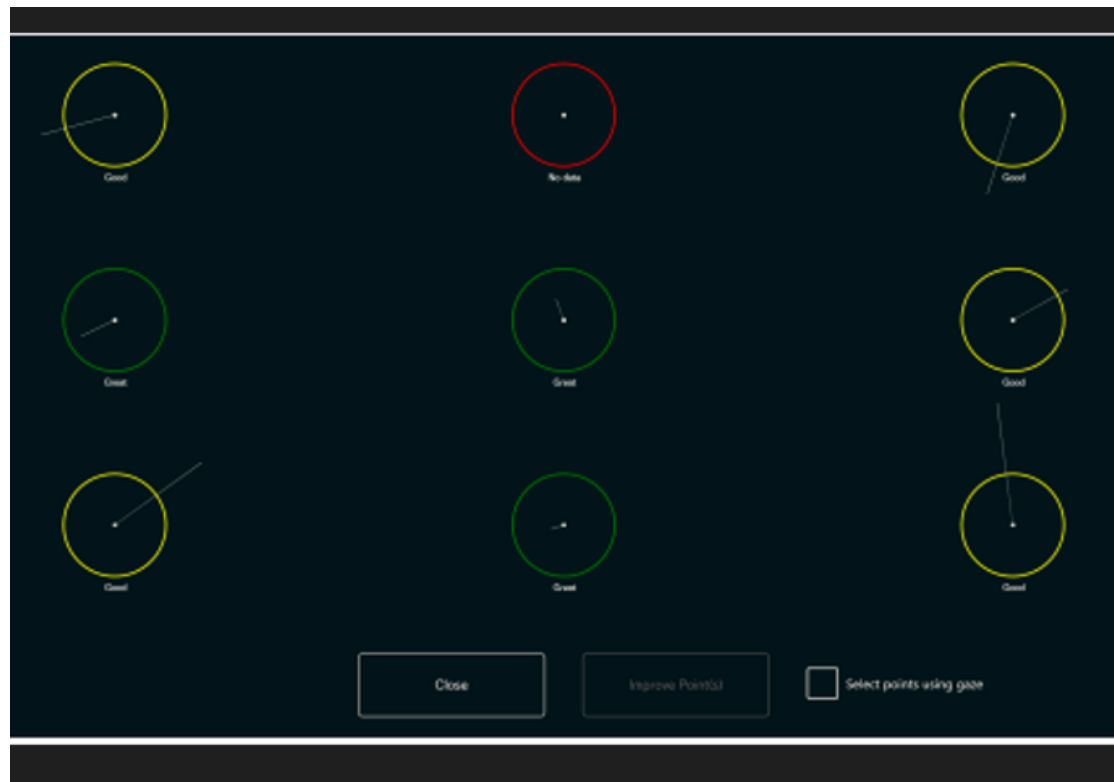 Good
No data
Good
Great
Great
Good
Good
Great
Good
Close
Improve Point(s)
Select points using gaze